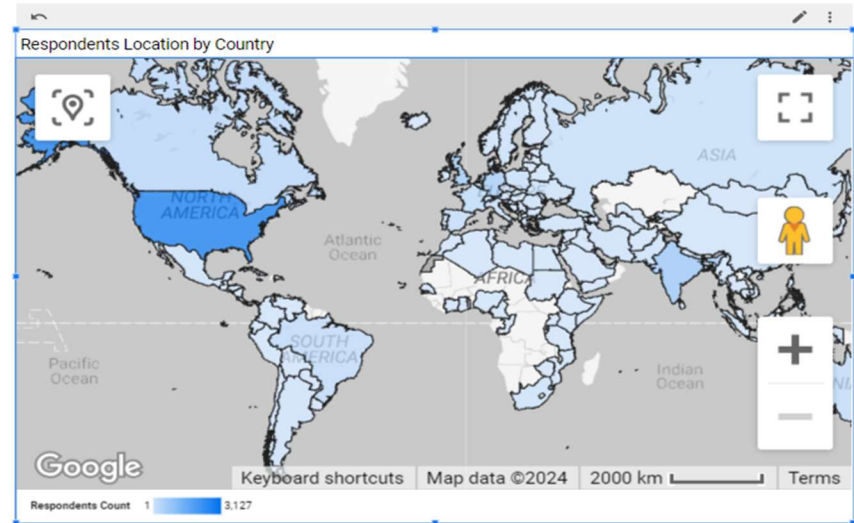 Respondents Location by Country
ASIA
NORTH
AMERICA
Atlantic
Ocean
AFRICA
SOUTH
AMERICA
Pacific
Ocean
Indian
Ocean
Google
Keyboard shortcuts
Map data ©2024
2000 km
Terms
Respondents Count 1 3,127